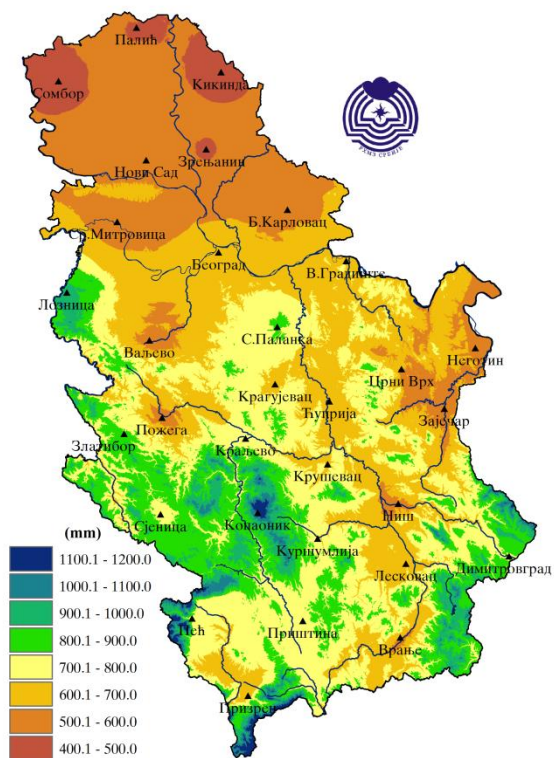 Палић
Кикинда
Сомбор
Зрењанин
Нови Сад
Б.Карловац
Ср.Митровица
Београд
В.Градиште
Лозница
С.Паланка
Ваљево
Неготин
Црни Врх
Крагујевац
Ћуприја
Зајечар
Пожега
Златибор
Краљево
Крушевац
Сјеница
Копаоник
Ниш
Куршумлија
Димитровград
Лесковац
Пећ
Приштина
Врање
Призрен
РХМЗ СРБИЈЕ
(mm)
1100.1 - 1200.0
1000.1 - 1100.0
900.1 - 1000.0
800.1 - 900.0
700.1 - 800.0
600.1 - 700.0
500.1 - 600.0
400.1 - 500.0